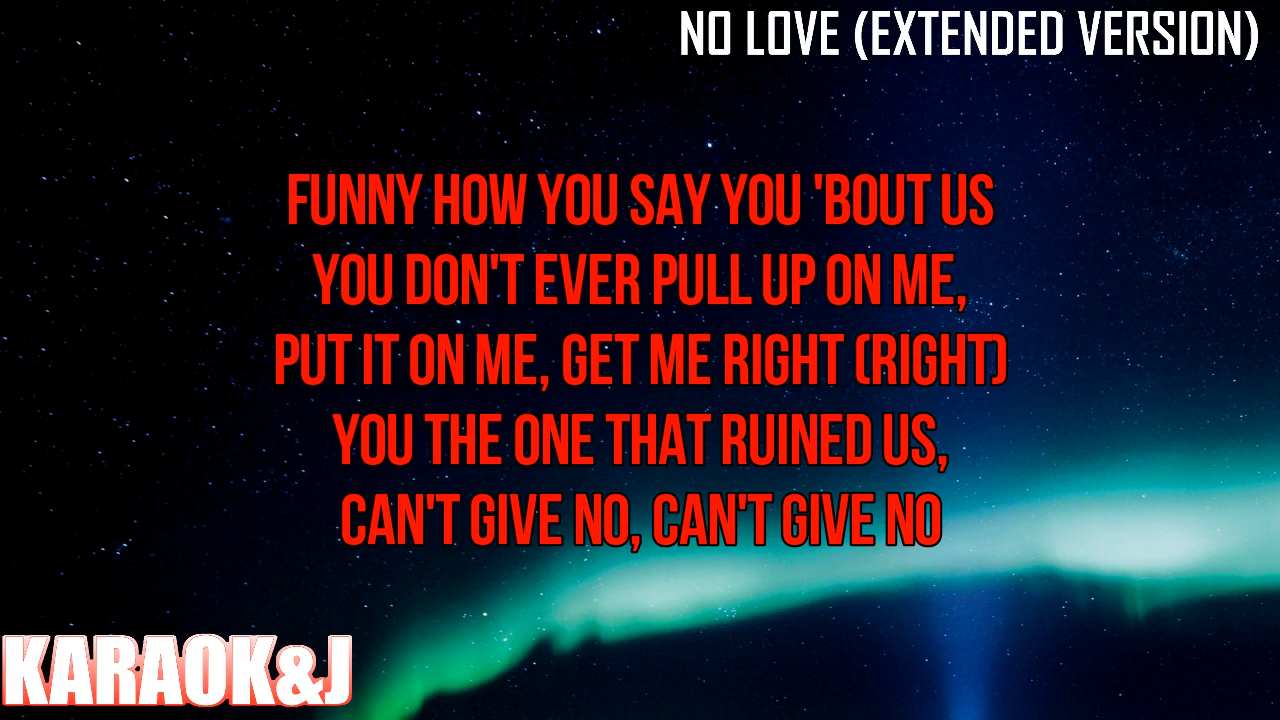 NO LOVE (EXTENDED VERSION)
FUNNY HOW YOU SAY YOU 'BOUT US
YOU DON'T EVER PULL UP ON ME,
PUT IT ON ME, GET ME RIGHT (RIGHT)
YOU THE ONE THAT RUINED US,
CAN'T GIVE NO, CAN'T GIVE NO
KARAOK&J